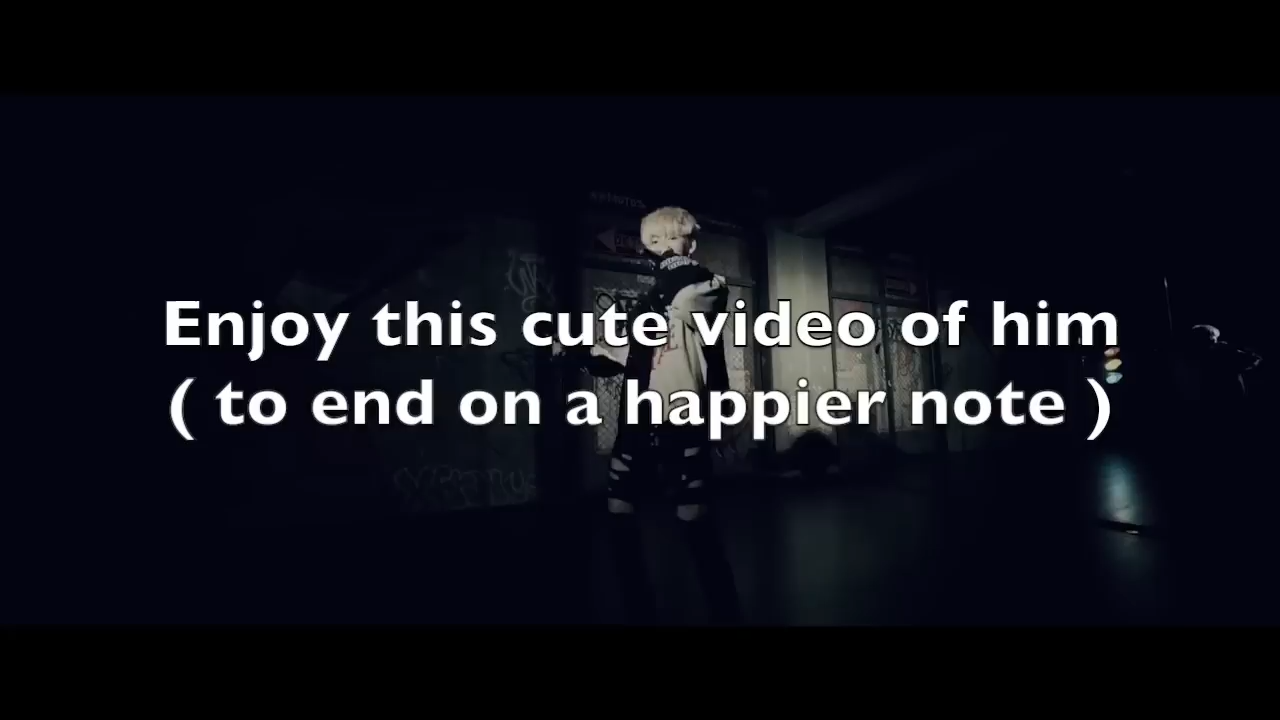 Enjoy this cute video of him
( to end on a happier note )